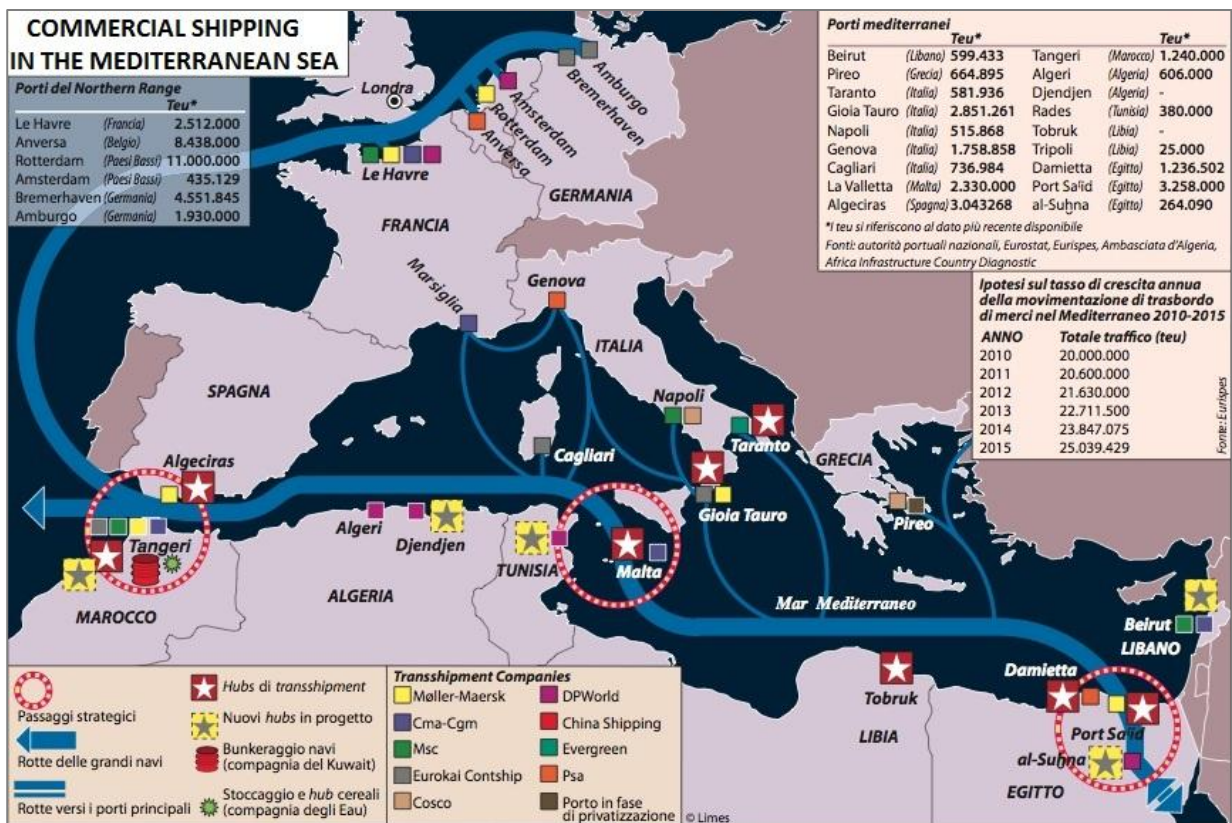 COMMERCIAL SHIPPING
IN THE MEDITERRANEAN SEA
Porti del Northern Range
Teu*
Le Havre (Francia) 2.512.000
Anversa (Belgio) 8.438.000
Rotterdam (Paesi Bassi) 11.000.000
Amsterdam (Paesi Bassi) 435.129
Bremerhaven (Germania) 4.551.845
Amburgo (Germania) 1.930.000
Porti mediterranei
Teu* Teu*
Beirut (Libano) 599.433 Tangeri (Marocco) 1.240.000
Pireo (Grecia) 664.895 Algeri (Algeria) 606.000
Taranto (Italia) 581.936 Djendjen (Algeria) -
Gioia Tauro (Italia) 2.851.261 Rades (Tunisia) 380.000
Napoli (Italia) 515.868 Tobruk (Libia) -
Genova (Italia) 1.758.858 Tripoli (Libia) 25.000
Cagliari (Italia) 736.984 Damietta (Egitto) 1.236.502
La Valletta (Malta) 2.330.000 Port Sa'id (Egitto) 3.258.000
Algeciras (Spagna) 3.043268 al-Suḫna (Egitto) 264.090
*I teu si riferiscono al dato più recente disponibile
Fonti: autorità portuali nazionali, Eurostat, Eurispes, Ambasciata d'Algeria,
Africa Infrastructure Country Diagnostic
Ipotesi sul tasso di crescita annua
della movimentazione di trasbordo
di merci nel Mediterraneo 2010-2015
ANNO Totale traffico (teu)
2010 20.000.000
2011 20.600.000
2012 21.630.000
2013 22.711.500
2014 23.847.075
2015 25.039.429
Fonte: Eurispes
Londra
Amburgo
Bremerhaven
Amsterdam
Rotterdam
Anversa
Le Havre
GERMANIA
FRANCIA
Marsiglia
Genova
ITALIA
SPAGNA
Napoli
Taranto
Cagliari
GRECIA
Algeciras
Gioia Tauro
Pireo
Algeri
Djendjen
Tangeri
TUNISIA
Malta
MAROCCO
ALGERIA
Mar Mediterraneo
Beirut
LIBANO
Damietta
Tobruk
Port Sa'id
LIBIA
al-Suḫna
EGITTO
Passaggi strategici
Rotte delle grandi navi
Rotte versi i porti principali
Hubs di transshipment
Nuovi hubs in progetto
Bunkeraggio navi
(compagnia del Kuwait)
Stoccaggio e hub cereali
(compagnia degli Eau)
Transshipment Companies
Møller-Maersk
Cma-Cgm
Msc
Eurokai Contship
Cosco
DPWorld
China Shipping
Evergreen
Psa
Porto in fase
di privatizzazione
© Limes